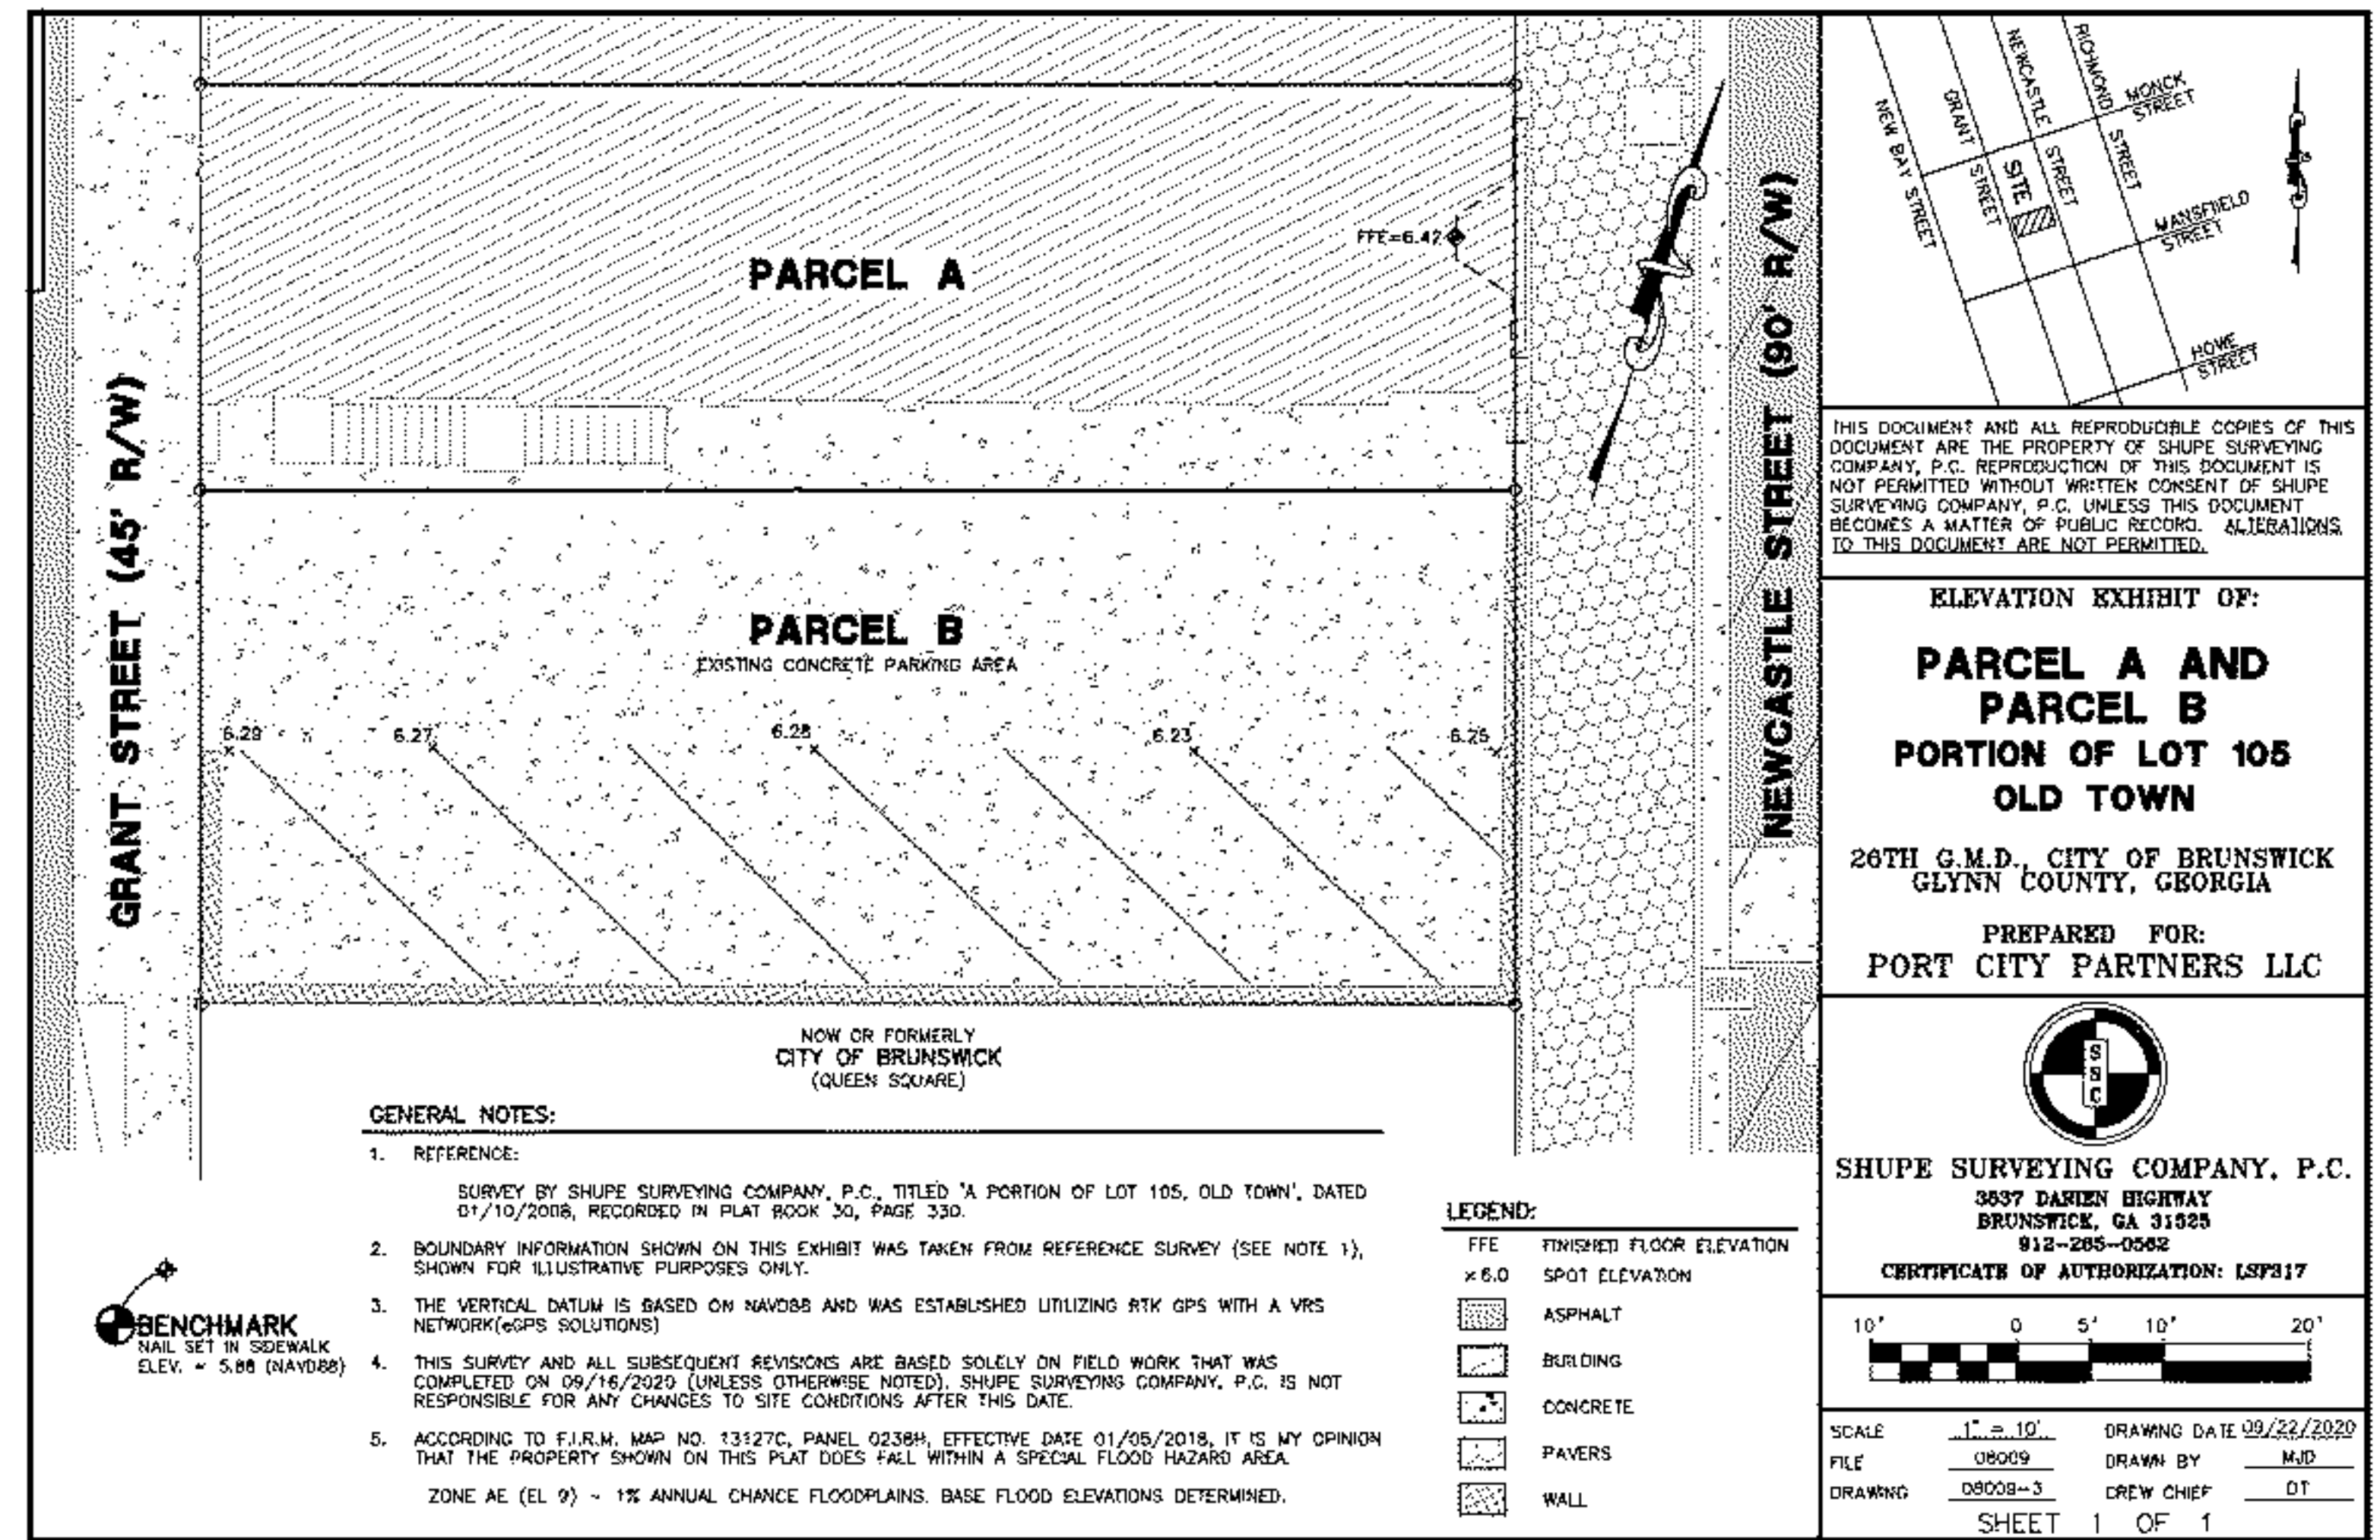 PARCEL A
FFE=6.42
GRANT STREET (45' R/W)
NEWCASTLE STREET (90' R/W)
PARCEL B
EXISTING CONCRETE PARKING AREA
6.29
6.27
6.28
6.23
6.25
NOW OR FORMERLY
CITY OF BRUNSWICK
(QUEEN SQUARE)
GENERAL NOTES:
1. REFERENCE:
SURVEY BY SHUPE SURVEYING COMPANY, P.C., TITLED 'A PORTION OF LOT 105, OLD TOWN', DATED
01/10/2008, RECORDED IN PLAT BOOK 30, PAGE 330.
2. BOUNDARY INFORMATION SHOWN ON THIS EXHIBIT WAS TAKEN FROM REFERENCE SURVEY (SEE NOTE 1),
SHOWN FOR ILLUSTRATIVE PURPOSES ONLY.
3. THE VERTICAL DATUM IS BASED ON NAVD88 AND WAS ESTABLISHED UTILIZING RTK GPS WITH A VRS
NETWORK(eGPS SOLUTIONS)
4. THIS SURVEY AND ALL SUBSEQUENT REVISIONS ARE BASED SOLELY ON FIELD WORK THAT WAS
COMPLETED ON 09/16/2020 (UNLESS OTHERWISE NOTED). SHUPE SURVEYING COMPANY, P.C. IS NOT
RESPONSIBLE FOR ANY CHANGES TO SITE CONDITIONS AFTER THIS DATE.
5. ACCORDING TO F.I.R.M. MAP NO. 13127C, PANEL 0238H, EFFECTIVE DATE 01/05/2018, IT IS MY OPINION
THAT THE PROPERTY SHOWN ON THIS PLAT DOES FALL WITHIN A SPECIAL FLOOD HAZARD AREA.
ZONE AE (EL 9) ~ 1% ANNUAL CHANCE FLOODPLAINS. BASE FLOOD ELEVATIONS DETERMINED.
BENCHMARK
NAIL SET IN SIDEWALK
ELEV. = 5.88 (NAVD88)
LEGEND:
FFE FINISHED FLOOR ELEVATION
× 6.0 SPOT ELEVATION
ASPHALT
BUILDING
CONCRETE
PAVERS
WALL
NEW BAY STREET
GRANT STREET
NEWCASTLE STREET
RICHMOND STREET
MONCK STREET
SITE
MANSFIELD STREET
HOWE STREET
THIS DOCUMENT AND ALL REPRODUCIBLE COPIES OF THIS
DOCUMENT ARE THE PROPERTY OF SHUPE SURVEYING
COMPANY, P.C. REPRODUCTION OF THIS DOCUMENT IS
NOT PERMITTED WITHOUT WRITTEN CONSENT OF SHUPE
SURVEYING COMPANY, P.C. UNLESS THIS DOCUMENT
BECOMES A MATTER OF PUBLIC RECORD. ALTERATIONS
TO THIS DOCUMENT ARE NOT PERMITTED.
ELEVATION EXHIBIT OF:
PARCEL A AND
PARCEL B
PORTION OF LOT 105
OLD TOWN
26TH G.M.D., CITY OF BRUNSWICK
GLYNN COUNTY, GEORGIA
PREPARED FOR:
PORT CITY PARTNERS LLC
S
S
C
SHUPE SURVEYING COMPANY, P.C.
3837 DARIEN HIGHWAY
BRUNSWICK, GA 31525
912-265-0562
CERTIFICATE OF AUTHORIZATION: LSF317
10' 0 5' 10' 20'
SCALE 1" = 10' DRAWING DATE 09/22/2020
FILE 08009 DRAWN BY MJD
DRAWING 08009-3 CREW CHIEF DT
SHEET 1 OF 1